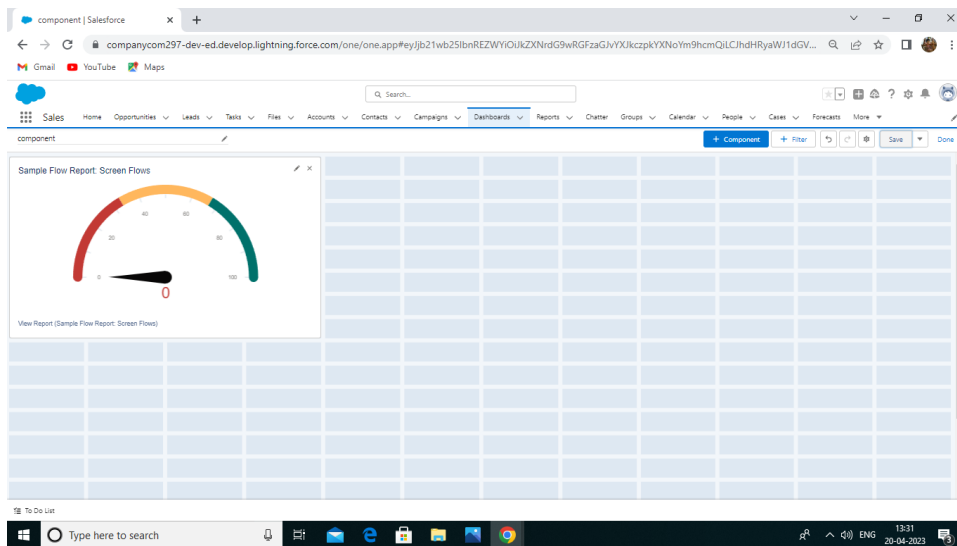 component | Salesforce
companycom297-dev-ed.develop.lightning.force.com/one/one.app#eyJjb21wb25lbnREZWYiOiJkZXNrdG9wRGFzaGJvYXJkczpkYXNoYm9hcmQiLCJhdHRyaWJ1dGV...
Gmail YouTube Maps
Search...
Sales Home Opportunities Leads Tasks Files Accounts Contacts Campaigns Dashboards Reports Chatter Groups Calendar People Cases Forecasts More
component + Component + Filter Save Done
Sample Flow Report: Screen Flows
40 60
20 80
0 100
0
View Report (Sample Flow Report: Screen Flows)
To Do List
Type here to search ENG 13:31
20-04-2023
3